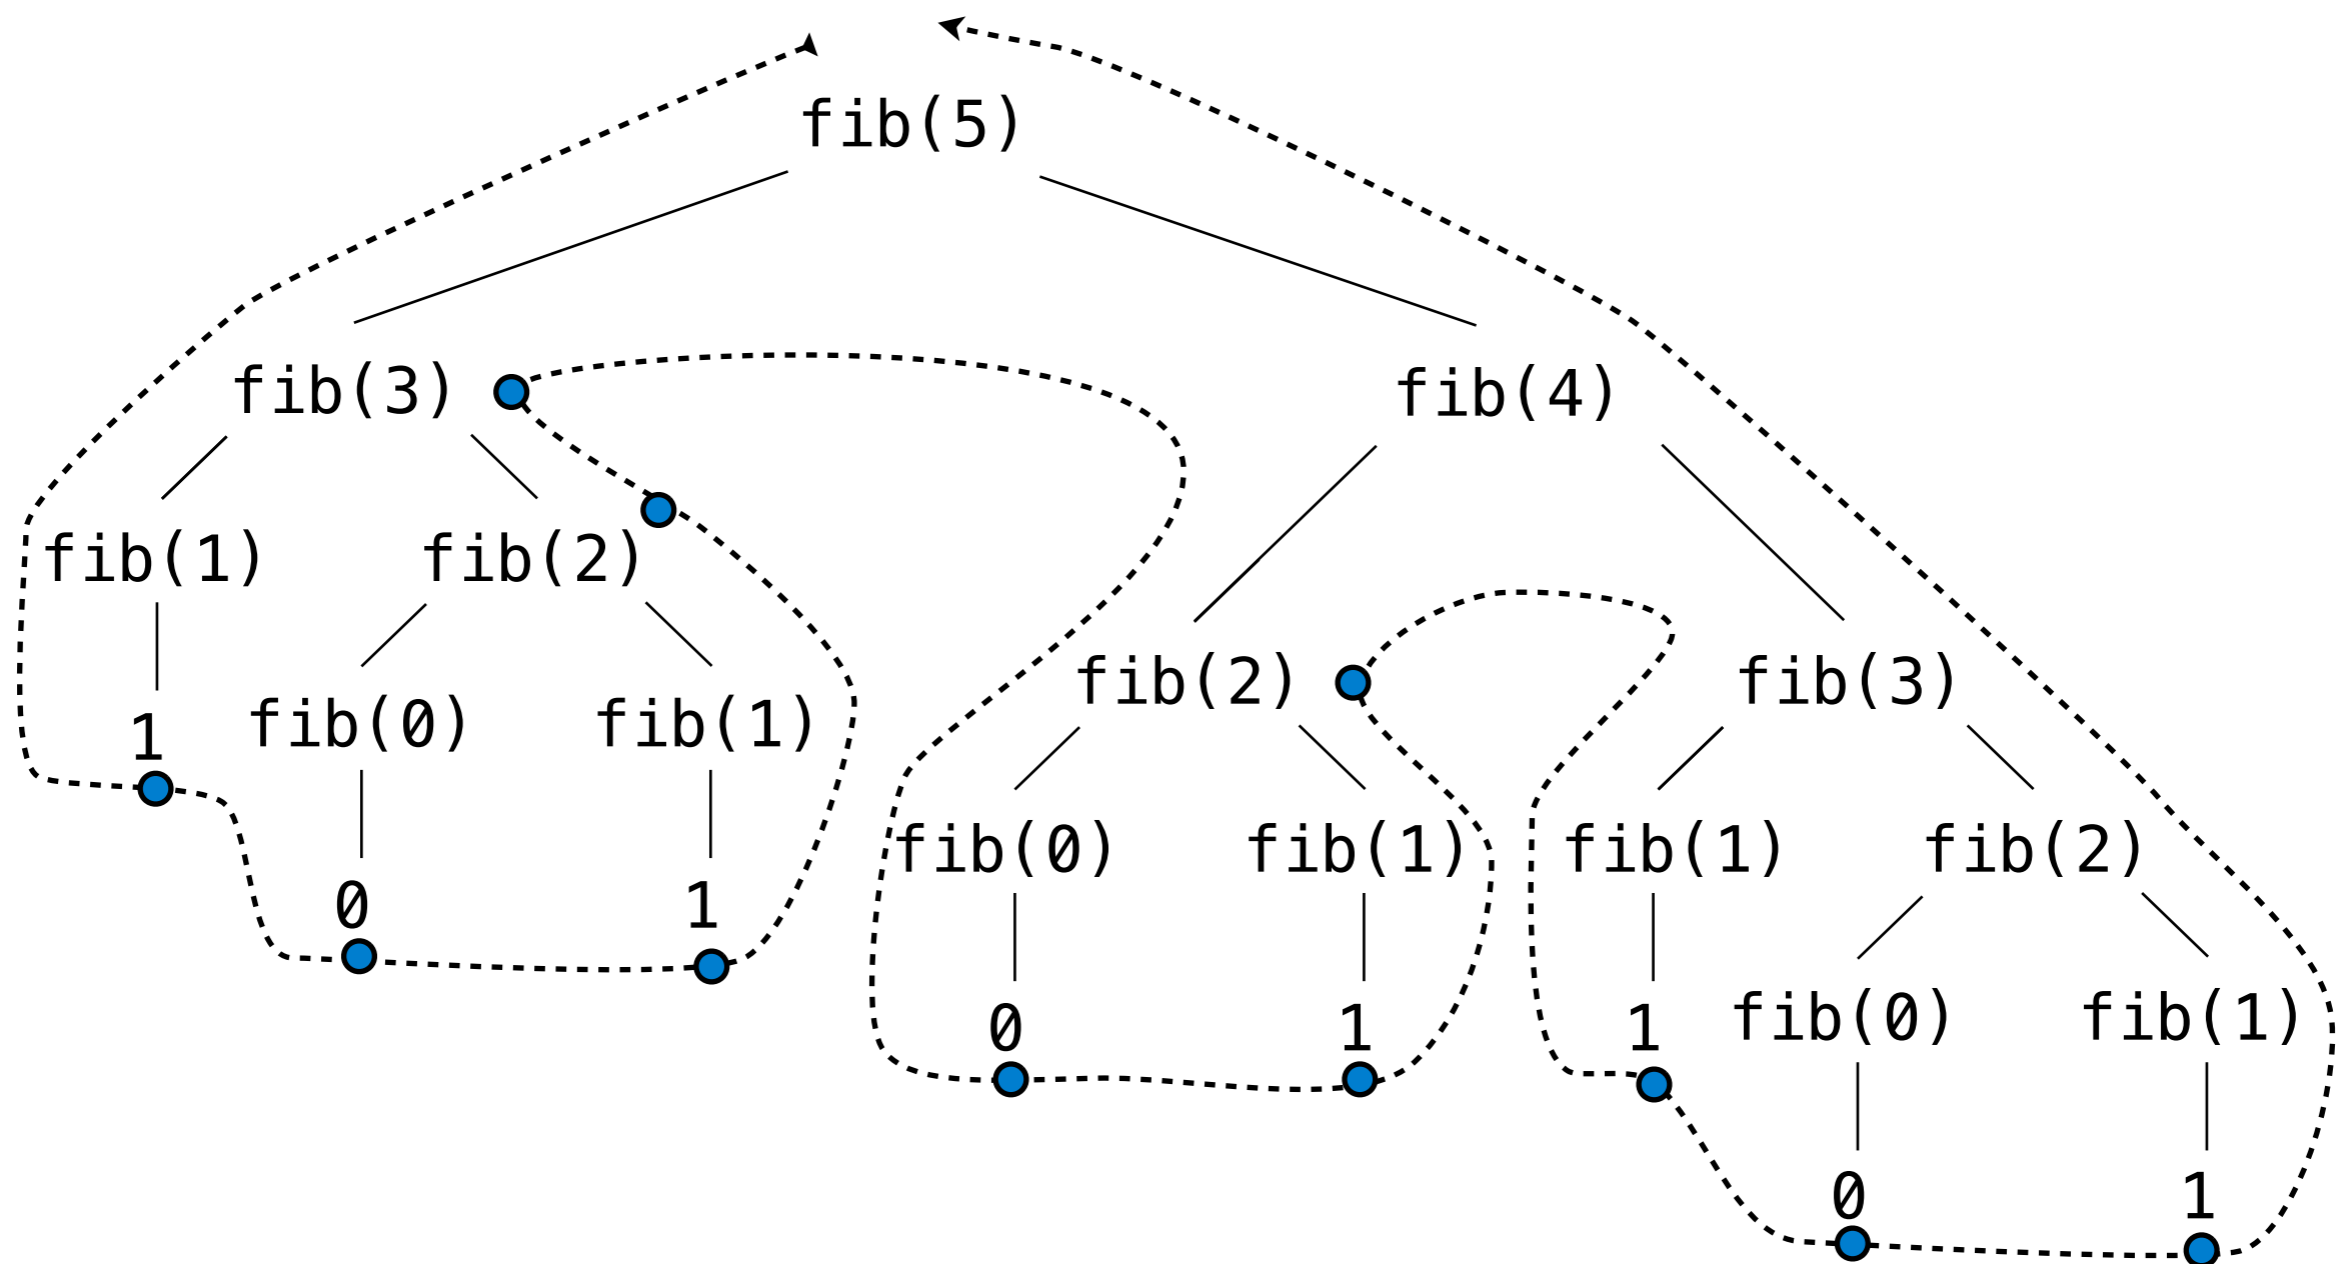 fib(5)
fib(3) fib(4)
fib(1) fib(2)
fib(2) fib(3)
1 fib(0) fib(1)
fib(0) fib(1) fib(1) fib(2)
0 1
0 1 1 fib(0) fib(1)
0 1